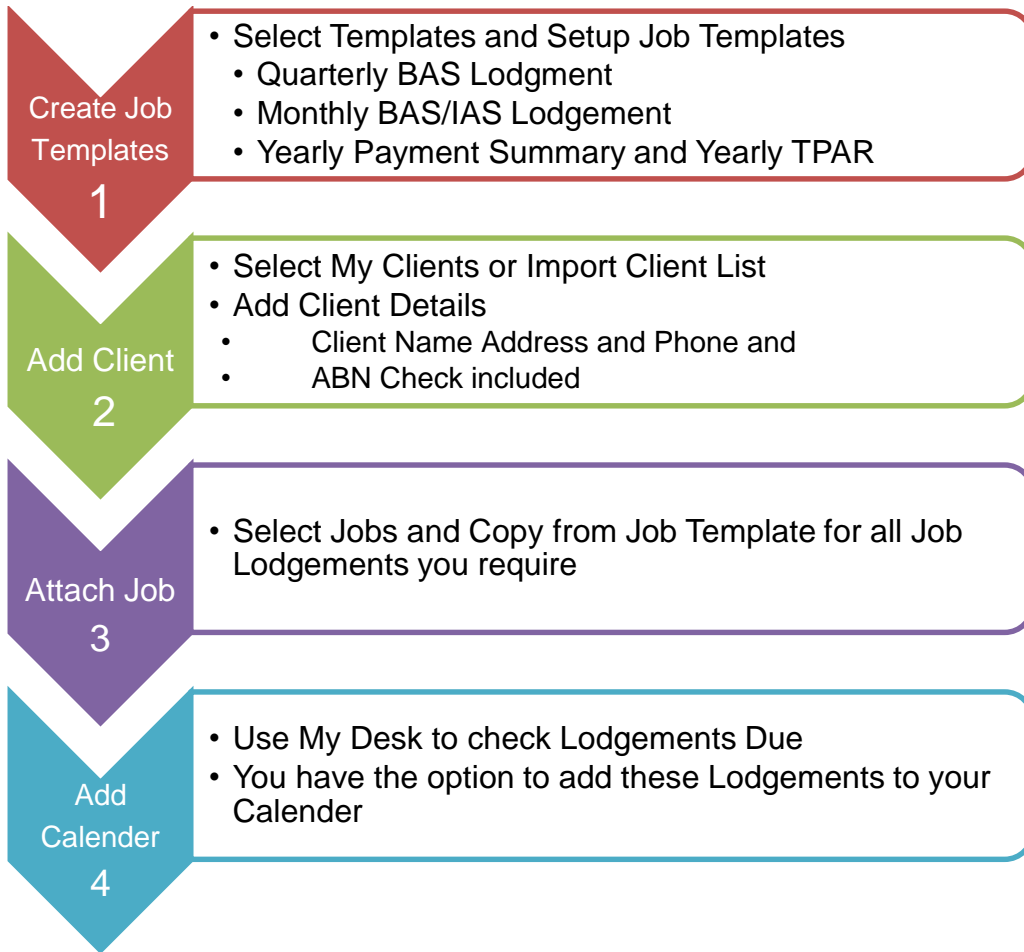 Create Job
Templates
1
• Select Templates and Setup Job Templates
• Quarterly BAS Lodgment
• Monthly BAS/IAS Lodgement
• Yearly Payment Summary and Yearly TPAR
Add Client
2
• Select My Clients or Import Client List
• Add Client Details
• Client Name Address and Phone and
• ABN Check included
Attach Job
3
• Select Jobs and Copy from Job Template for all Job
Lodgements you require
Add
Calender
4
• Use My Desk to check Lodgements Due
• You have the option to add these Lodgements to your
Calender